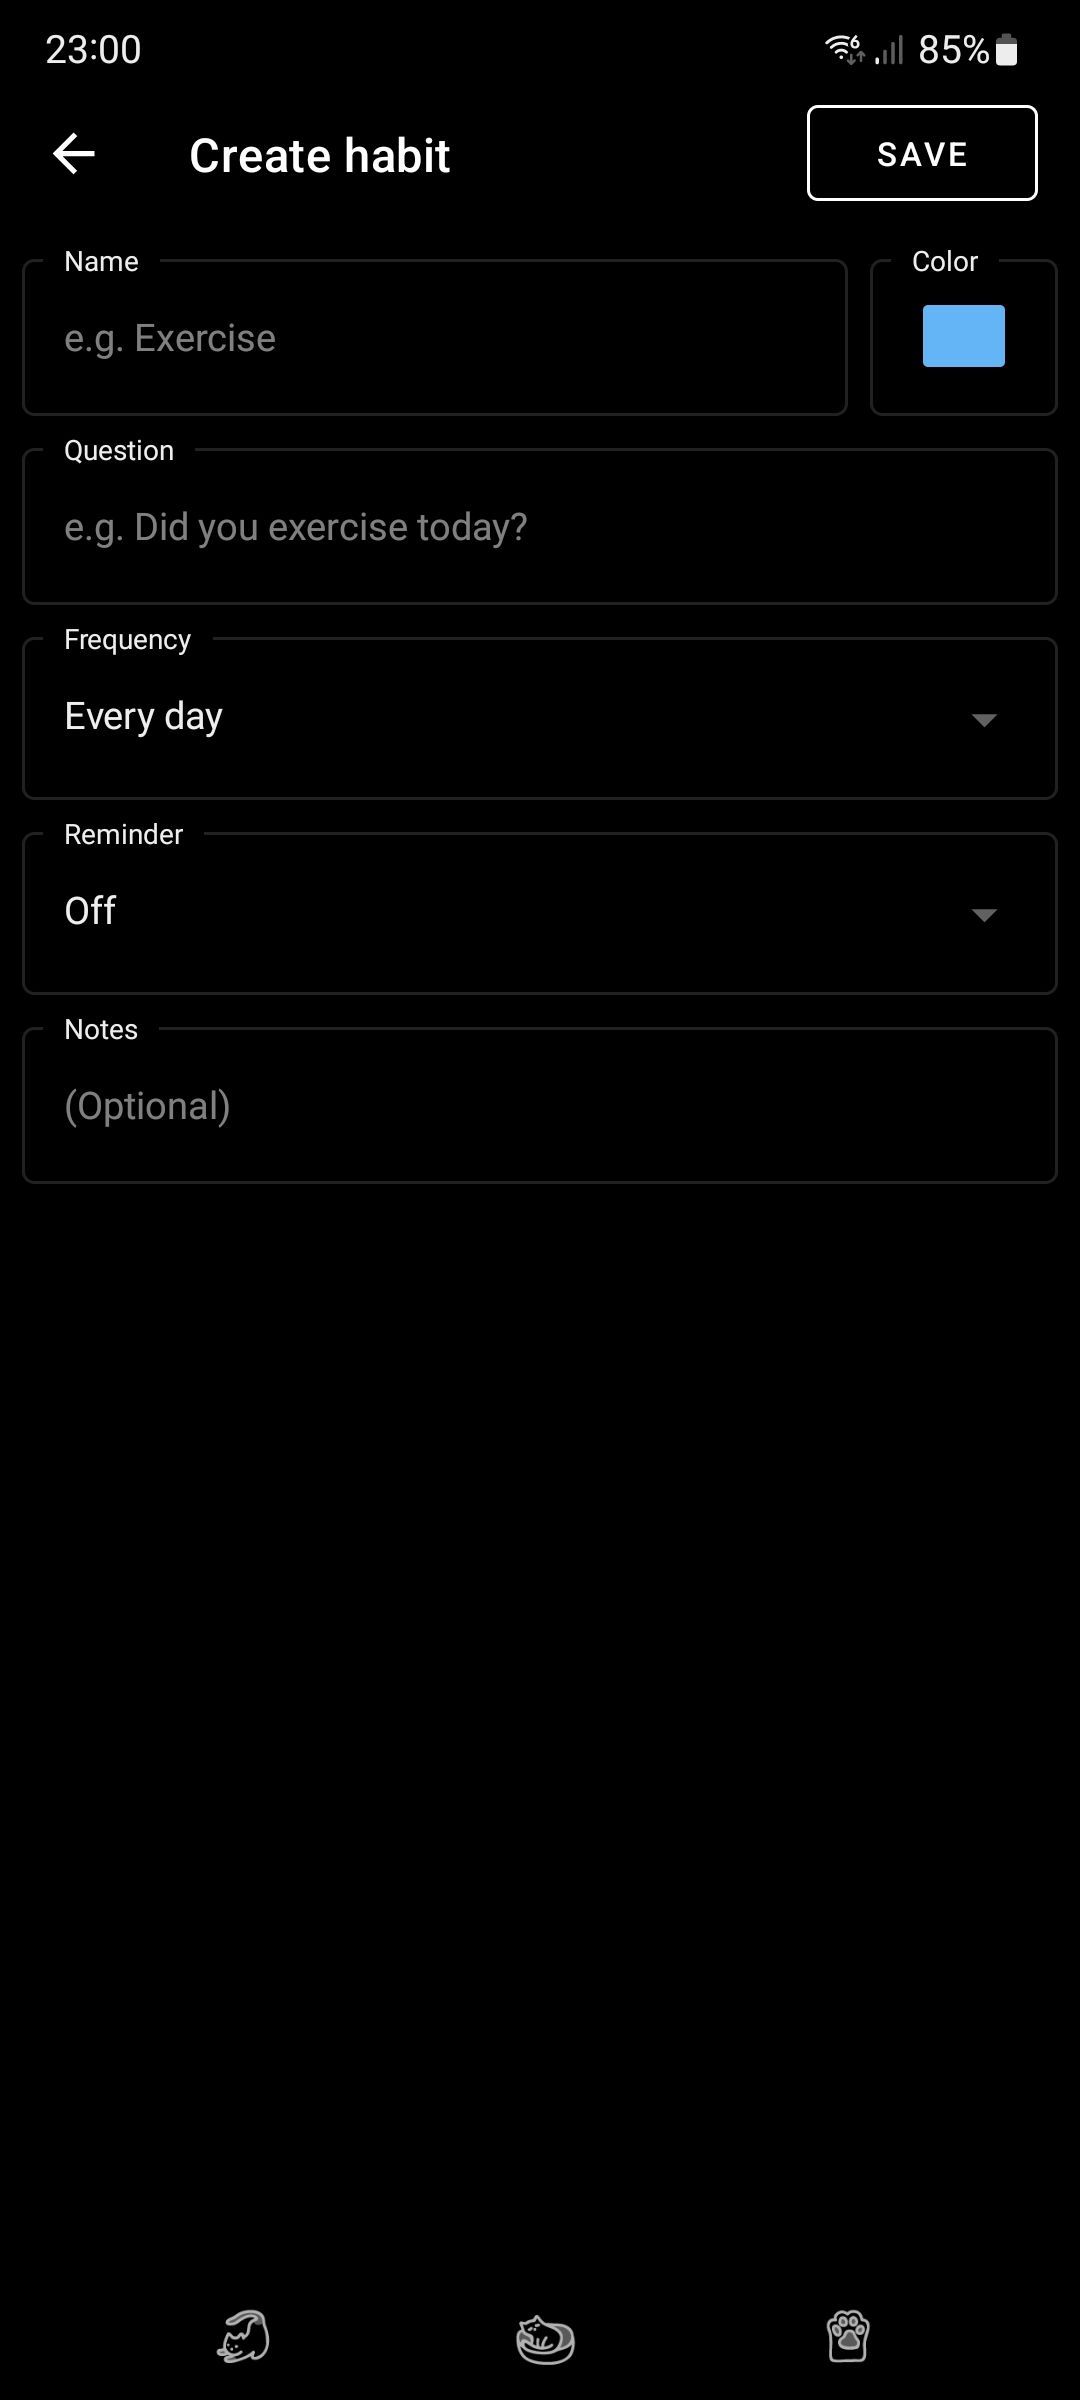 23:00
6 85%
Create habit
SAVE
Name
Color
e.g. Exercise
Question
e.g. Did you exercise today?
Frequency
Every day
Reminder
Off
Notes
(Optional)